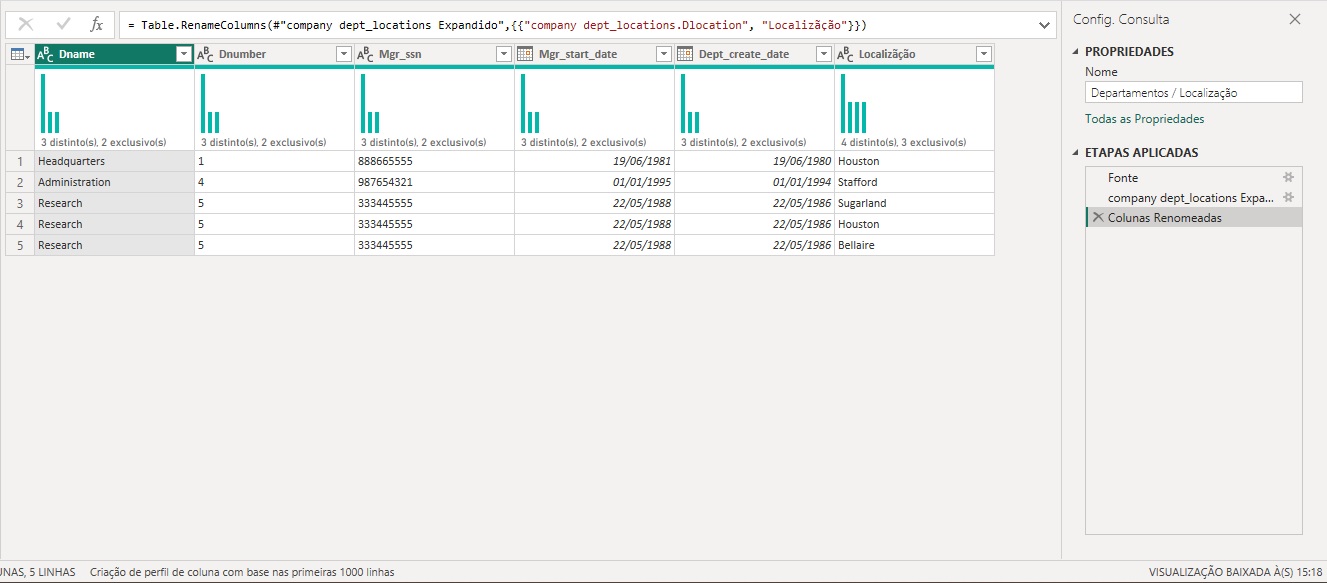 = Table.RenameColumns(#"company dept_locations Expandido",{{"company dept_locations.Dlocation", "Localizãção"}})
Config. Consulta
PROPRIEDADES
Nome
Departamentos / Localização
Todas as Propriedades
ETAPAS APLICADAS
Fonte
company dept_locations Expa...
Colunas Renomeadas
Dname Dnumber Mgr_ssn Mgr_start_date Dept_create_date Localizãção
3 distinto(s), 2 exclusivo(s) 3 distinto(s), 2 exclusivo(s) 3 distinto(s), 2 exclusivo(s) 3 distinto(s), 2 exclusivo(s) 3 distinto(s), 2 exclusivo(s) 4 distinto(s), 3 exclusivo(s)
1 Headquarters 1 888665555 19/06/1981 19/06/1980 Houston
2 Administration 4 987654321 01/01/1995 01/01/1994 Stafford
3 Research 5 333445555 22/05/1988 22/05/1986 Sugarland
4 Research 5 333445555 22/05/1988 22/05/1986 Houston
5 Research 5 333445555 22/05/1988 22/05/1986 Bellaire
UNAS, 5 LINHAS Criação de perfil de coluna com base nas primeiras 1000 linhas VISUALIZAÇÃO BAIXADA À(S) 15:18